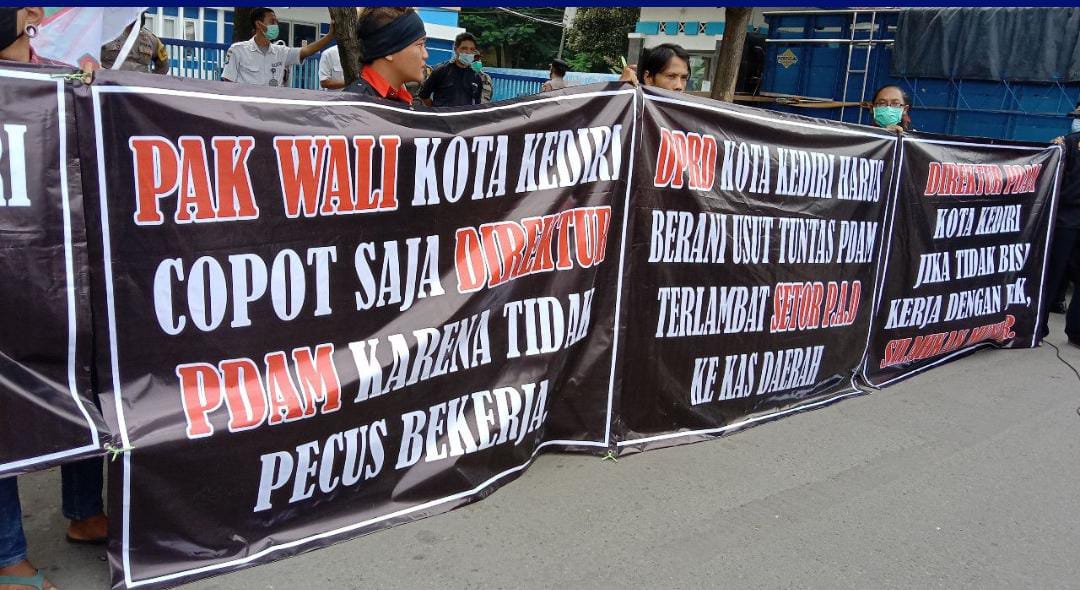 RI
PAK WALI KOTA KEDIRI
COPOT SAJA DIREKTUR
PDAM KARENA TIDAK
PECUS BEKERJA.
DPRD KOTA KEDIRI HARUS
BERANI USUT TUNTAS PDAM
TERLAMBAT SETOR P.A.D
KE KAS DAERAH
DIREKTUR PDAM
KOTA KEDIRI
JIKA TIDAK BISA
KERJA DENGAN